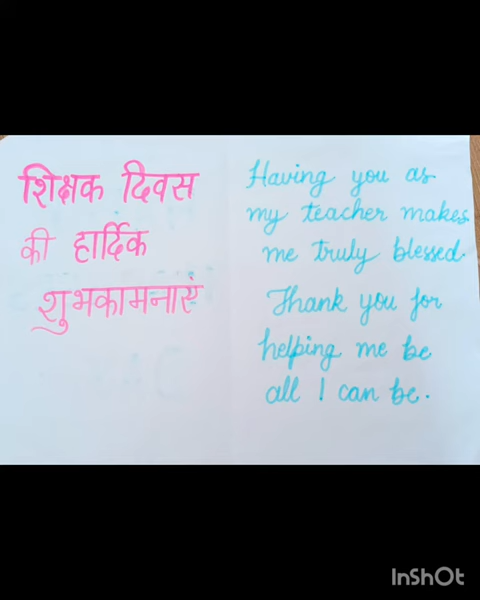 शिक्षक दिवस
की हार्दिक
शुभकामनाएं
Having you as
my teacher makes
me truly blessed.
Thank you for
helping me be
all I can be.
InShOt